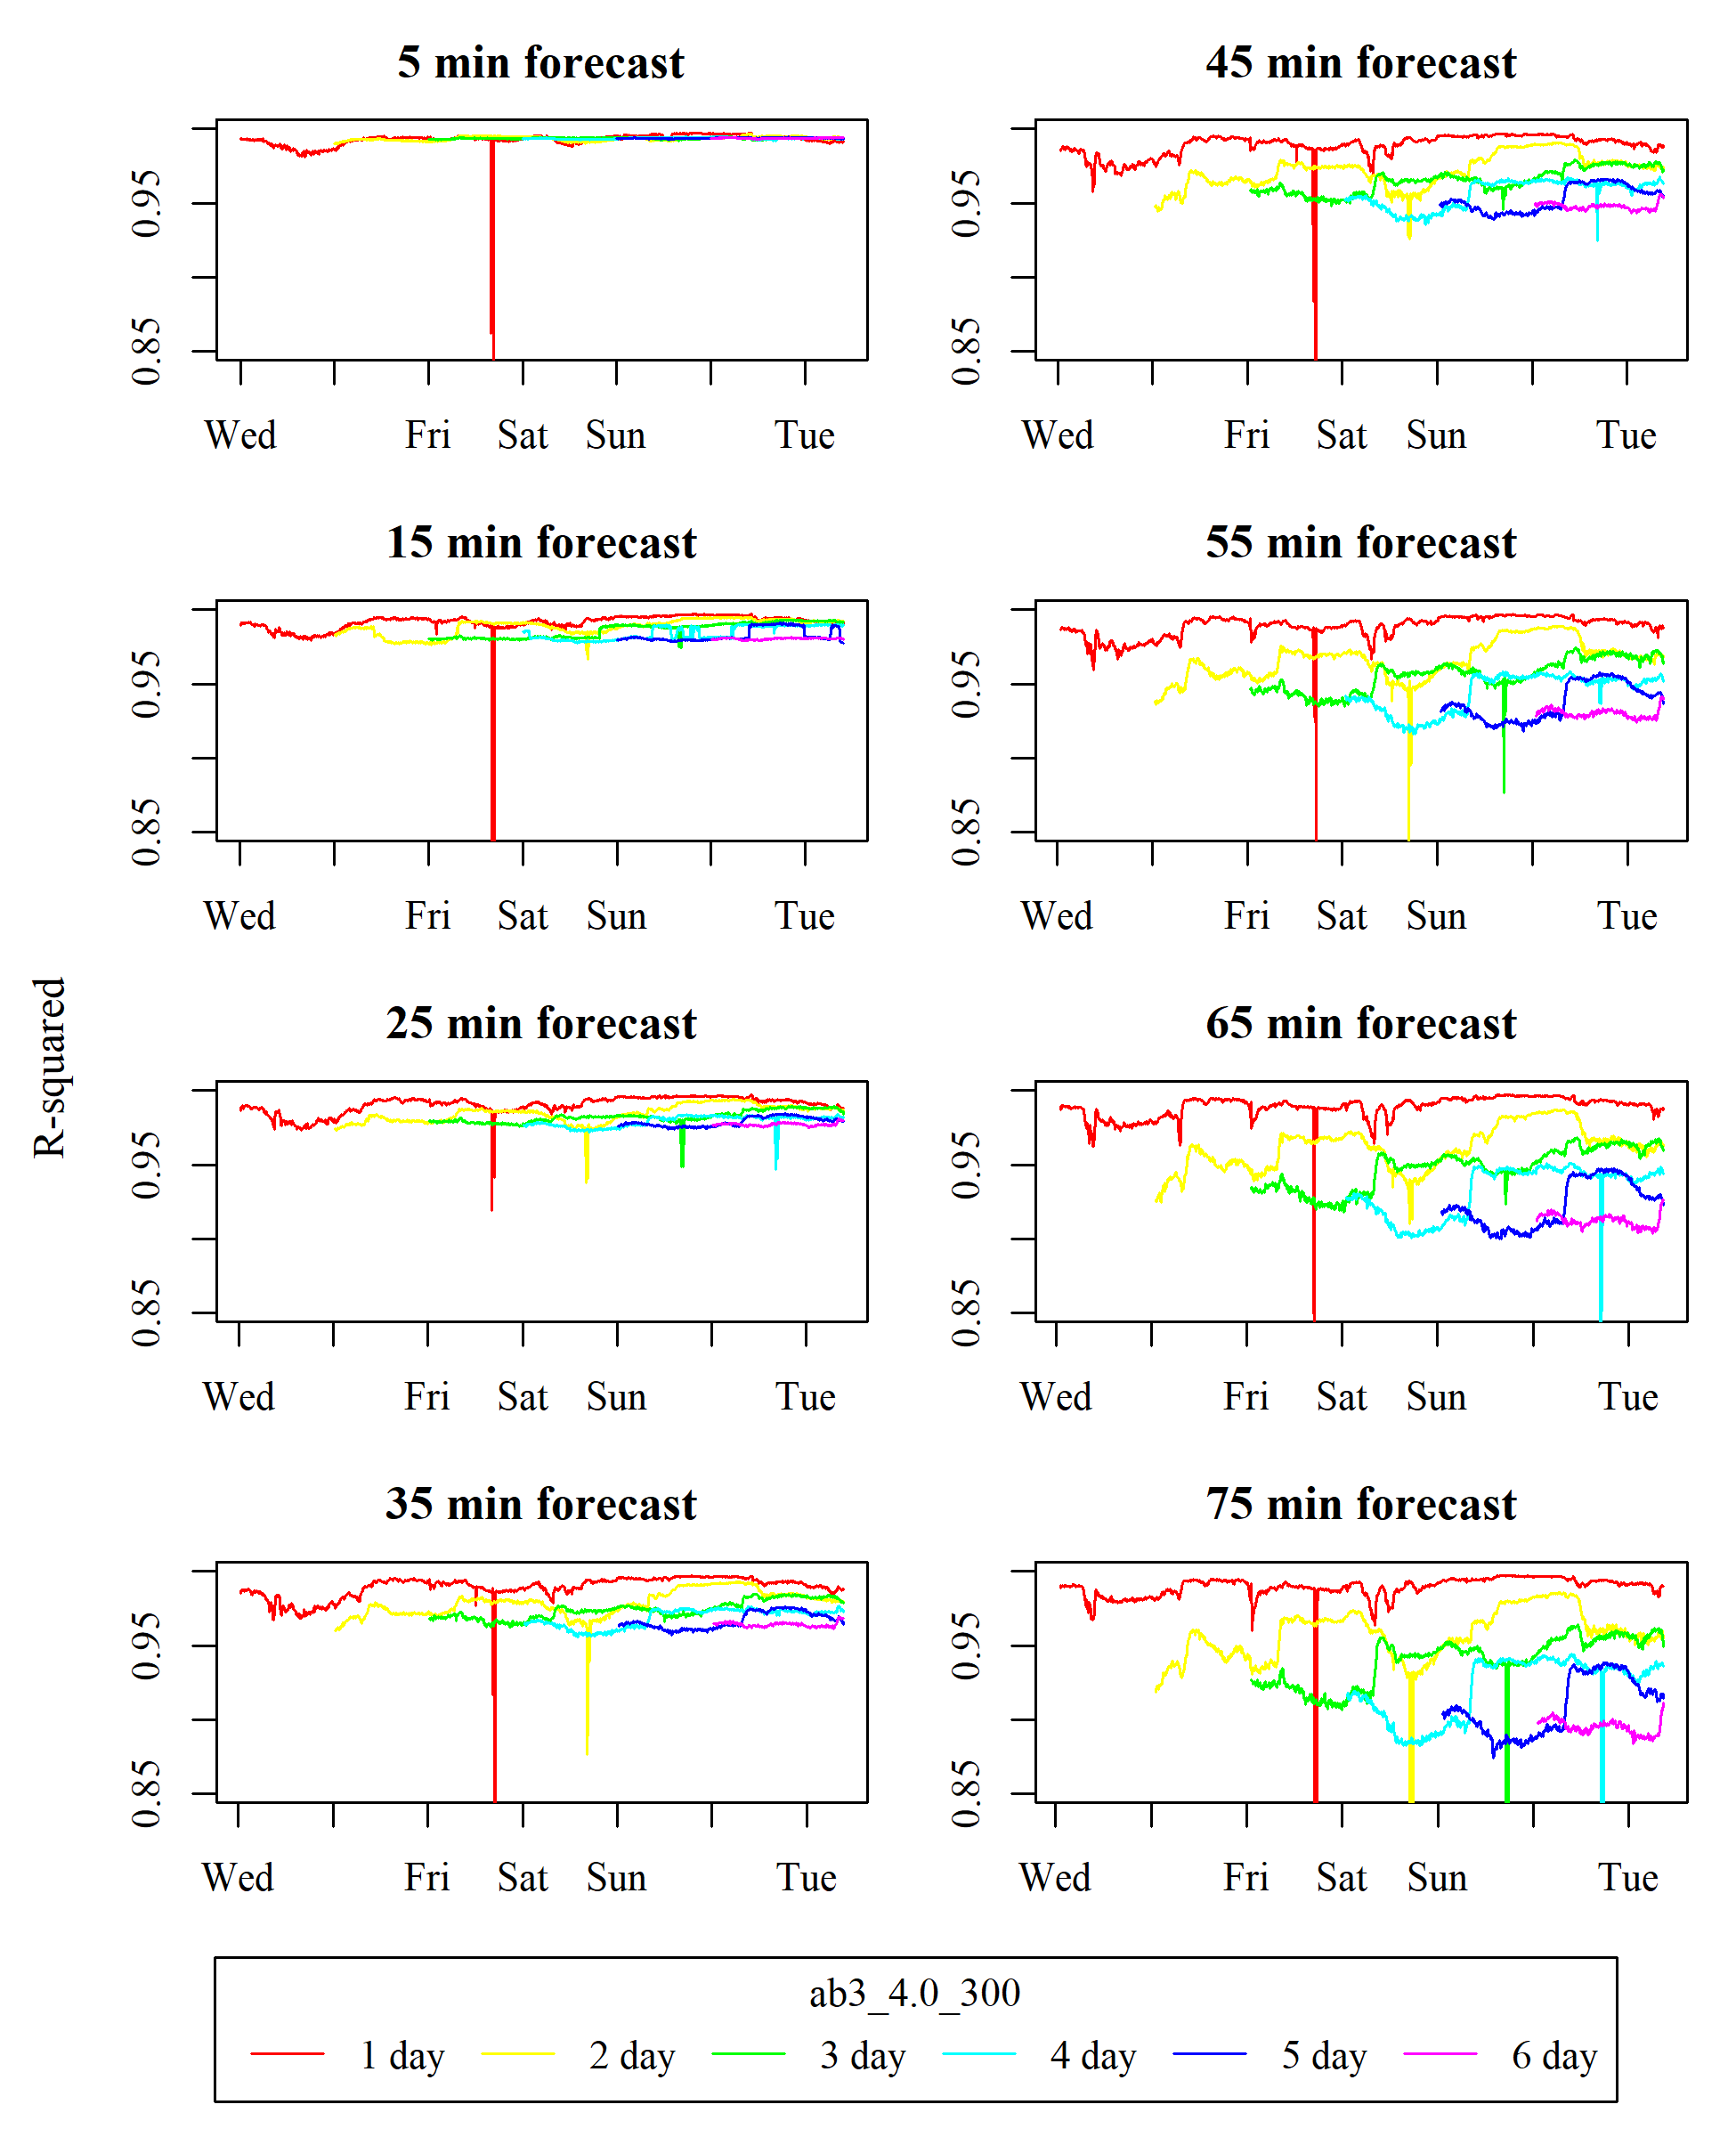 5 min forecast
0.95
0.85
Wed Fri Sat Sun Tue
45 min forecast
0.95
0.85
Wed Fri Sat Sun Tue
15 min forecast
0.95
0.85
Wed Fri Sat Sun Tue
55 min forecast
0.95
0.85
Wed Fri Sat Sun Tue
R-squared
25 min forecast
0.95
0.85
Wed Fri Sat Sun Tue
65 min forecast
0.95
0.85
Wed Fri Sat Sun Tue
35 min forecast
0.95
0.85
Wed Fri Sat Sun Tue
75 min forecast
0.95
0.85
Wed Fri Sat Sun Tue
ab3_4.0_300
1 day 2 day 3 day 4 day 5 day 6 day